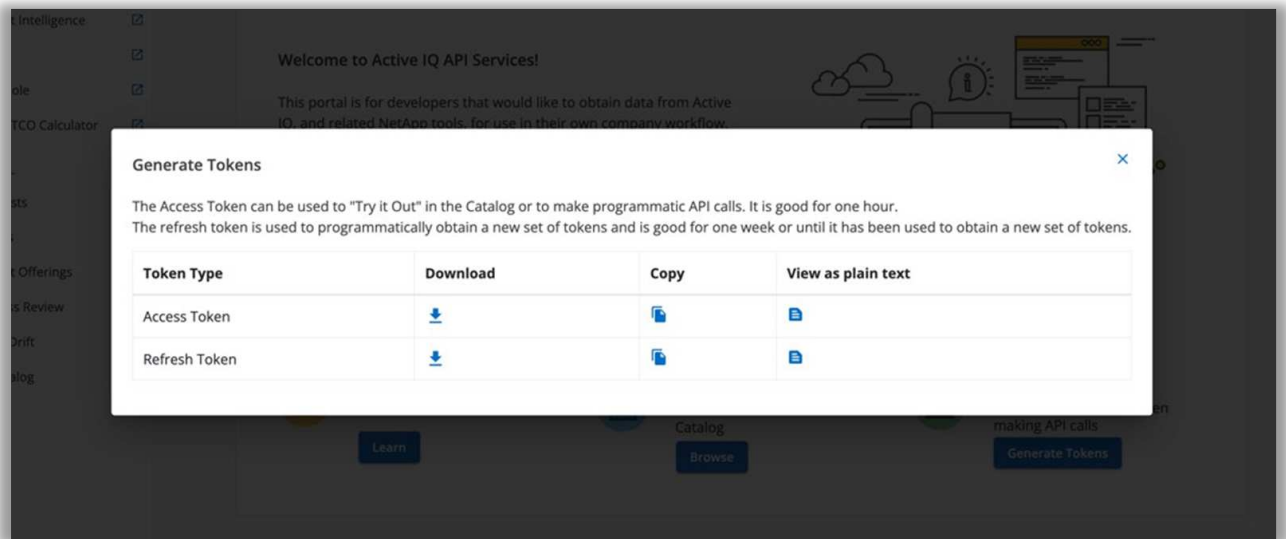 t Intelligence
ole
TCO Calculator
sts
t Offerings
s Review
Drift
alog
Welcome to Active IQ API Services!
This portal is for developers that would like to obtain data from Active
IQ, and related NetApp tools, for use in their own company workflow.
Generate Tokens
The Access Token can be used to "Try it Out" in the Catalog or to make programmatic API calls. It is good for one hour.
The refresh token is used to programmatically obtain a new set of tokens and is good for one week or until it has been used to obtain a new set of tokens.
Token Type Download Copy View as plain text
Access Token
Refresh Token
Learn
Catalog
Browse
en
making API calls
Generate Tokens